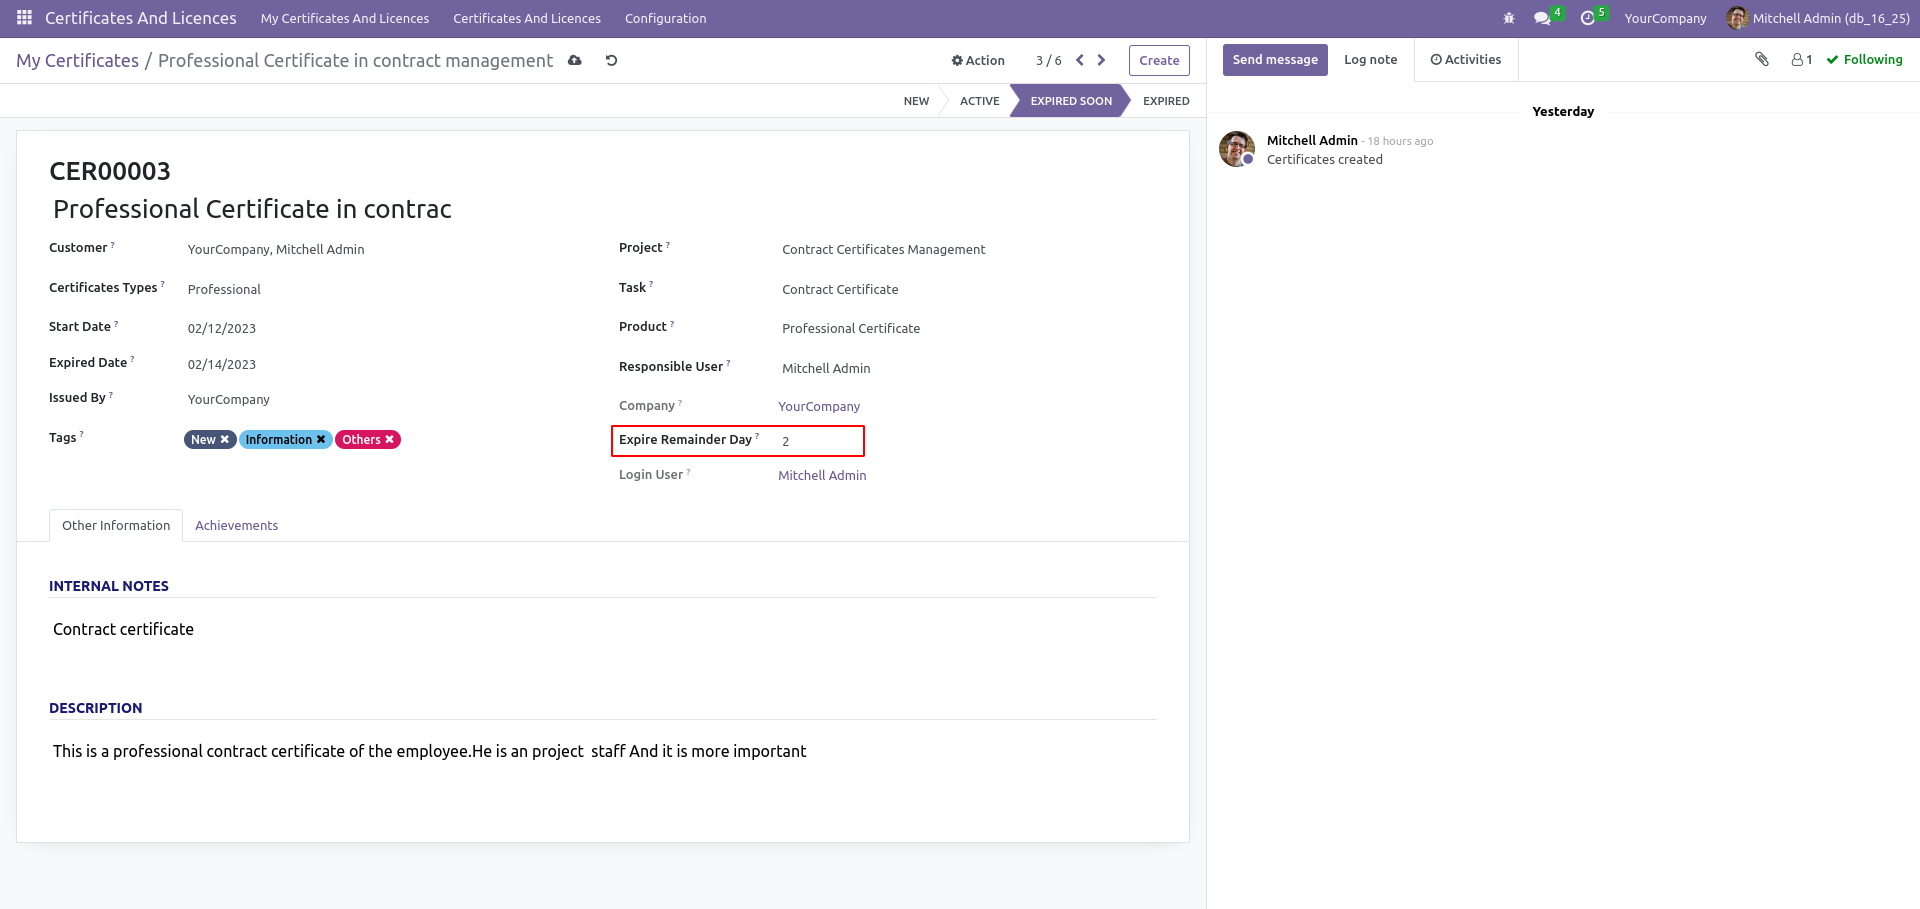 Certificates And Licences My Certificates And Licences Certificates And Licences Configuration 4 5 YourCompany Mitchell Admin (db_16_25)
My Certificates / Professional Certificate in contract management Action 3 / 6 Create
NEW ACTIVE EXPIRED SOON EXPIRED
CER00003
Professional Certificate in contrac
Customer ? YourCompany, Mitchell Admin
Certificates Types ? Professional
Start Date ? 02/12/2023
Expired Date ? 02/14/2023
Issued By ? YourCompany
Tags ? New ✖ Information ✖ Others ✖
Project ? Contract Certificates Management
Task ? Contract Certificate
Product ? Professional Certificate
Responsible User ? Mitchell Admin
Company ? YourCompany
Expire Remainder Day ? 2
Login User ? Mitchell Admin
Other Information Achievements
INTERNAL NOTES
Contract certificate
DESCRIPTION
This is a professional contract certificate of the employee.He is an project  staff And it is more important
Send message Log note Activities 1 Following
Yesterday
Mitchell Admin - 18 hours ago
Certificates created